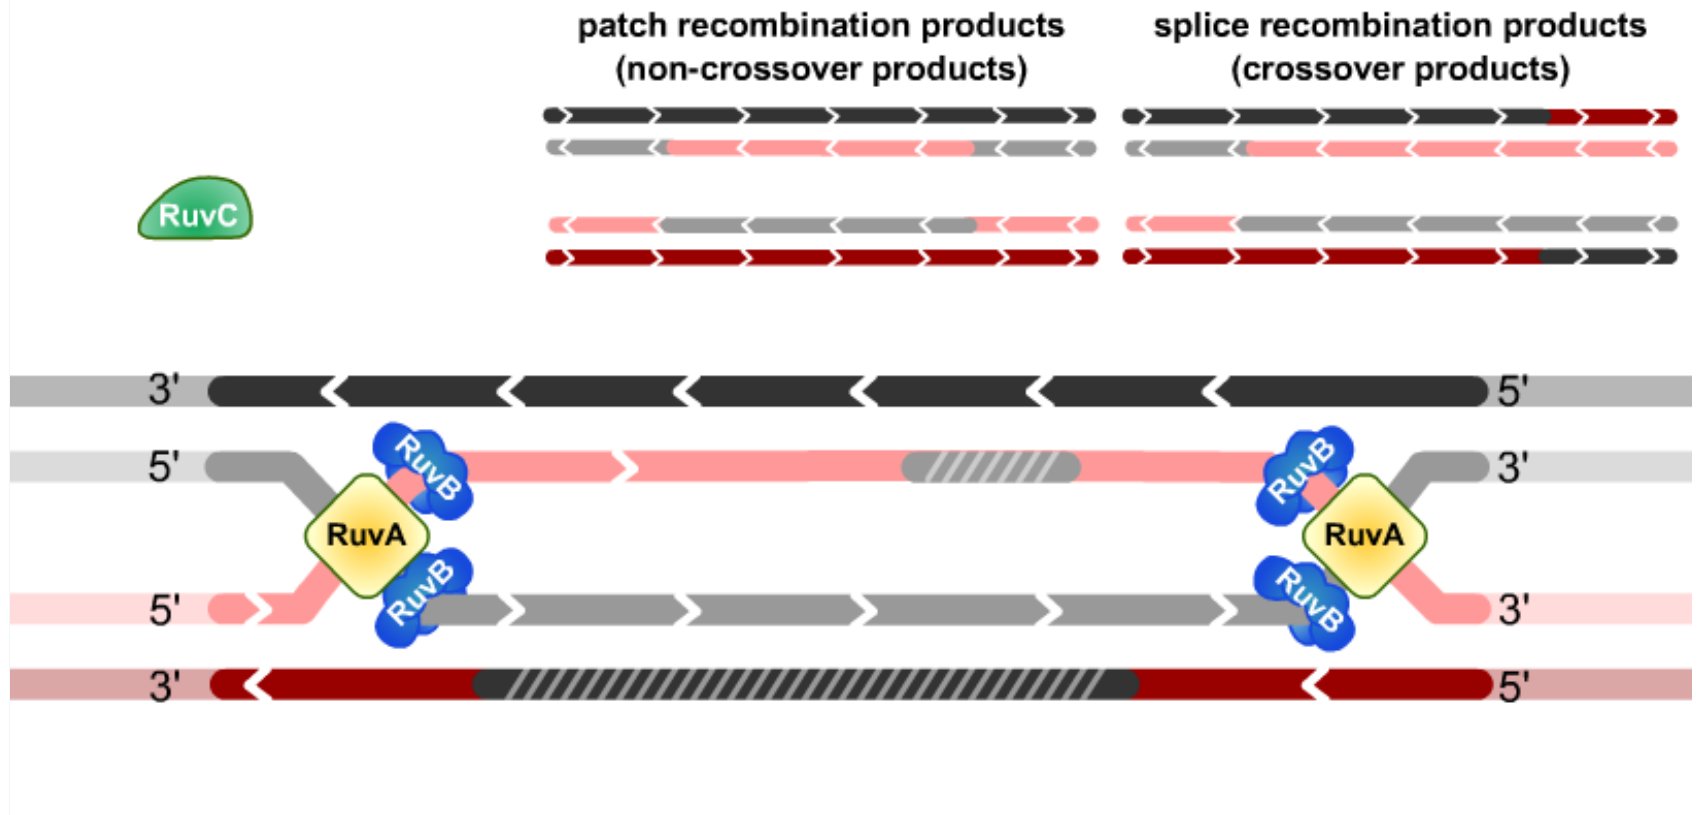 patch recombination products
(non-crossover products)
splice recombination products
(crossover products)
RuvC
3'
5'
5'
RuvB
RuvB
3'
RuvA
RuvA
5'
RuvB
RuvB
3'
3'
5'